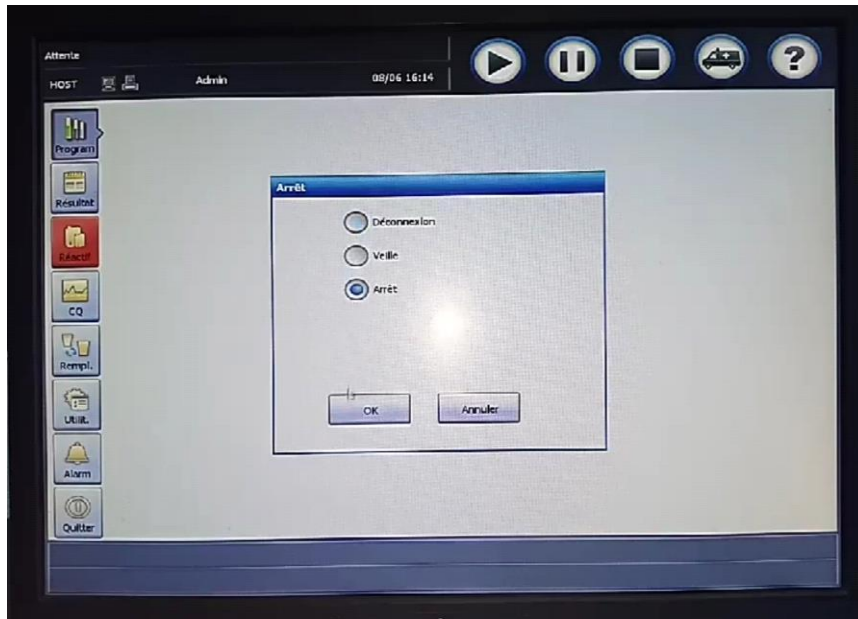 Attente
HOST Admin 08/06 16:14
?
Program
Résultat
Réactif
CQ
Rempl.
Utilit.
Alarm
Quitter
Arrêt
Déconnexion
Veille
Arrêt
OK Annuler